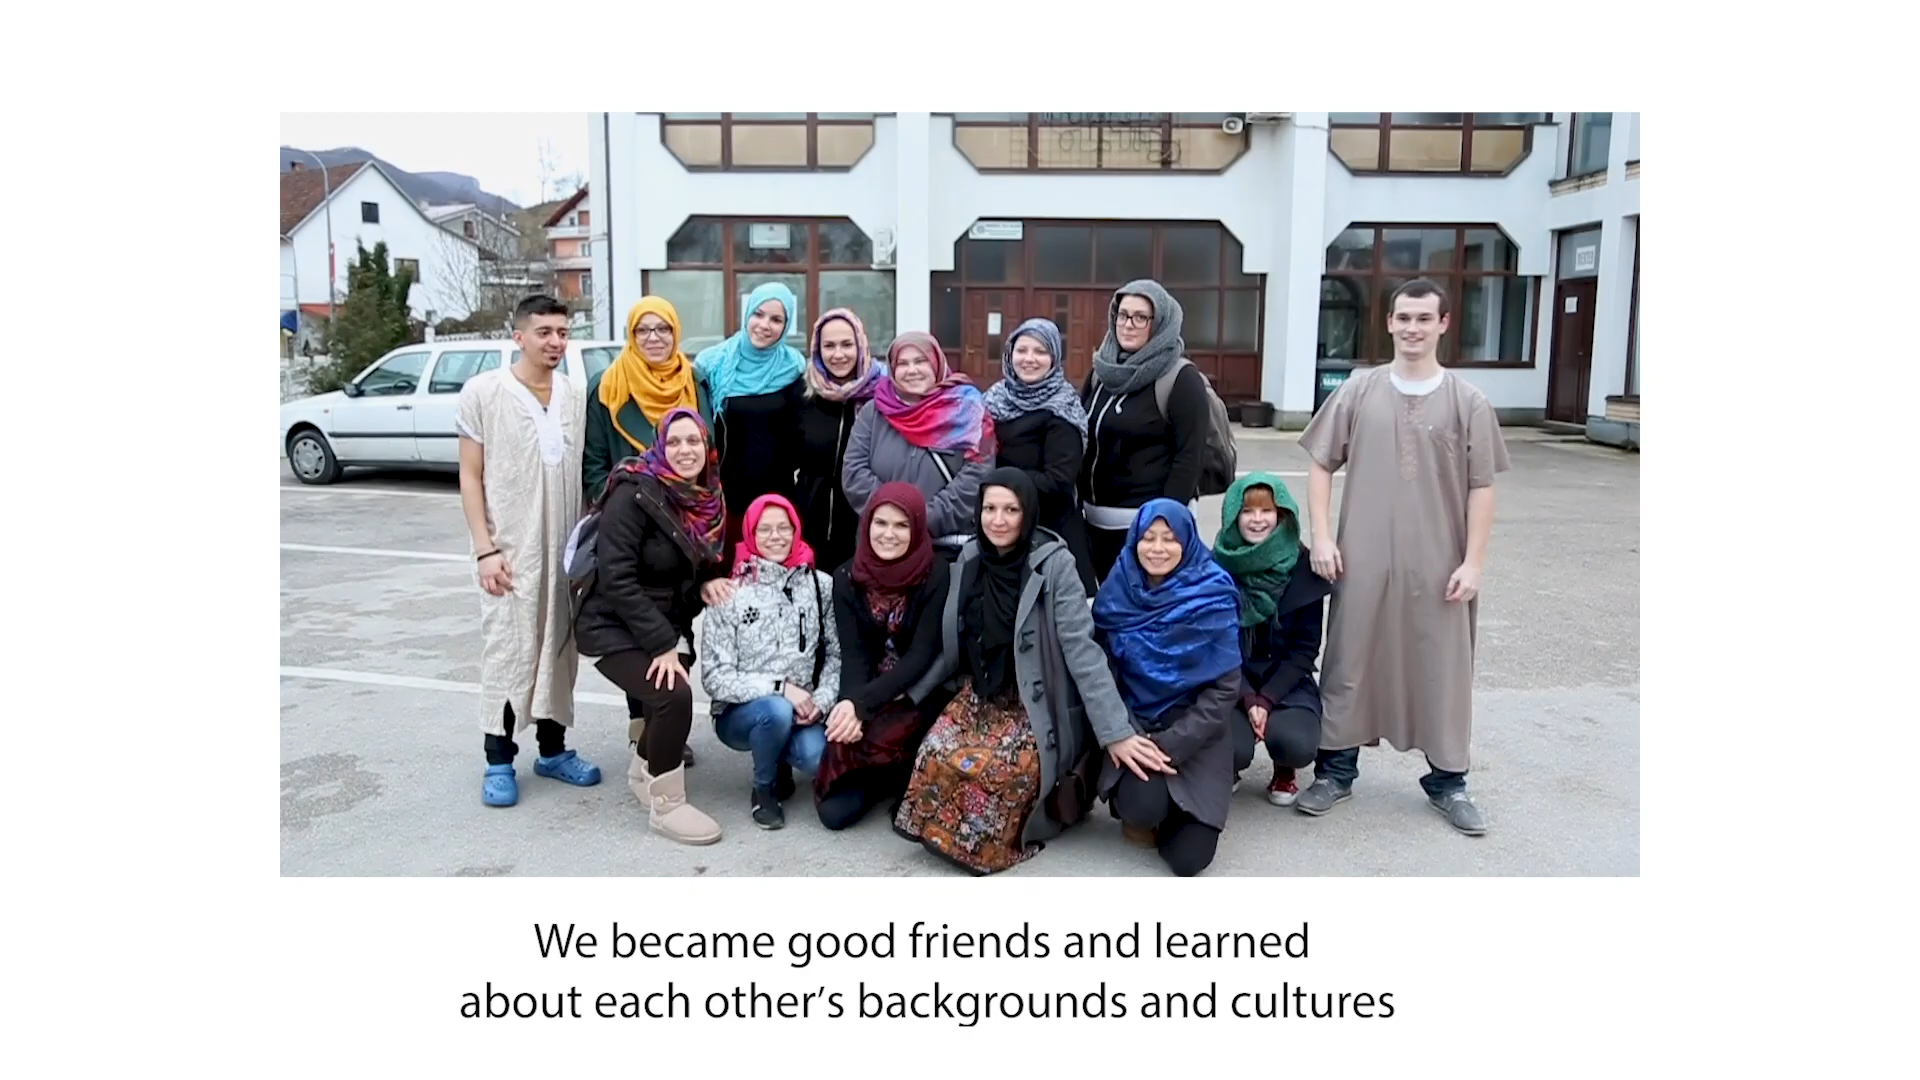 We became good friends and learned
about each other's backgrounds and cultures